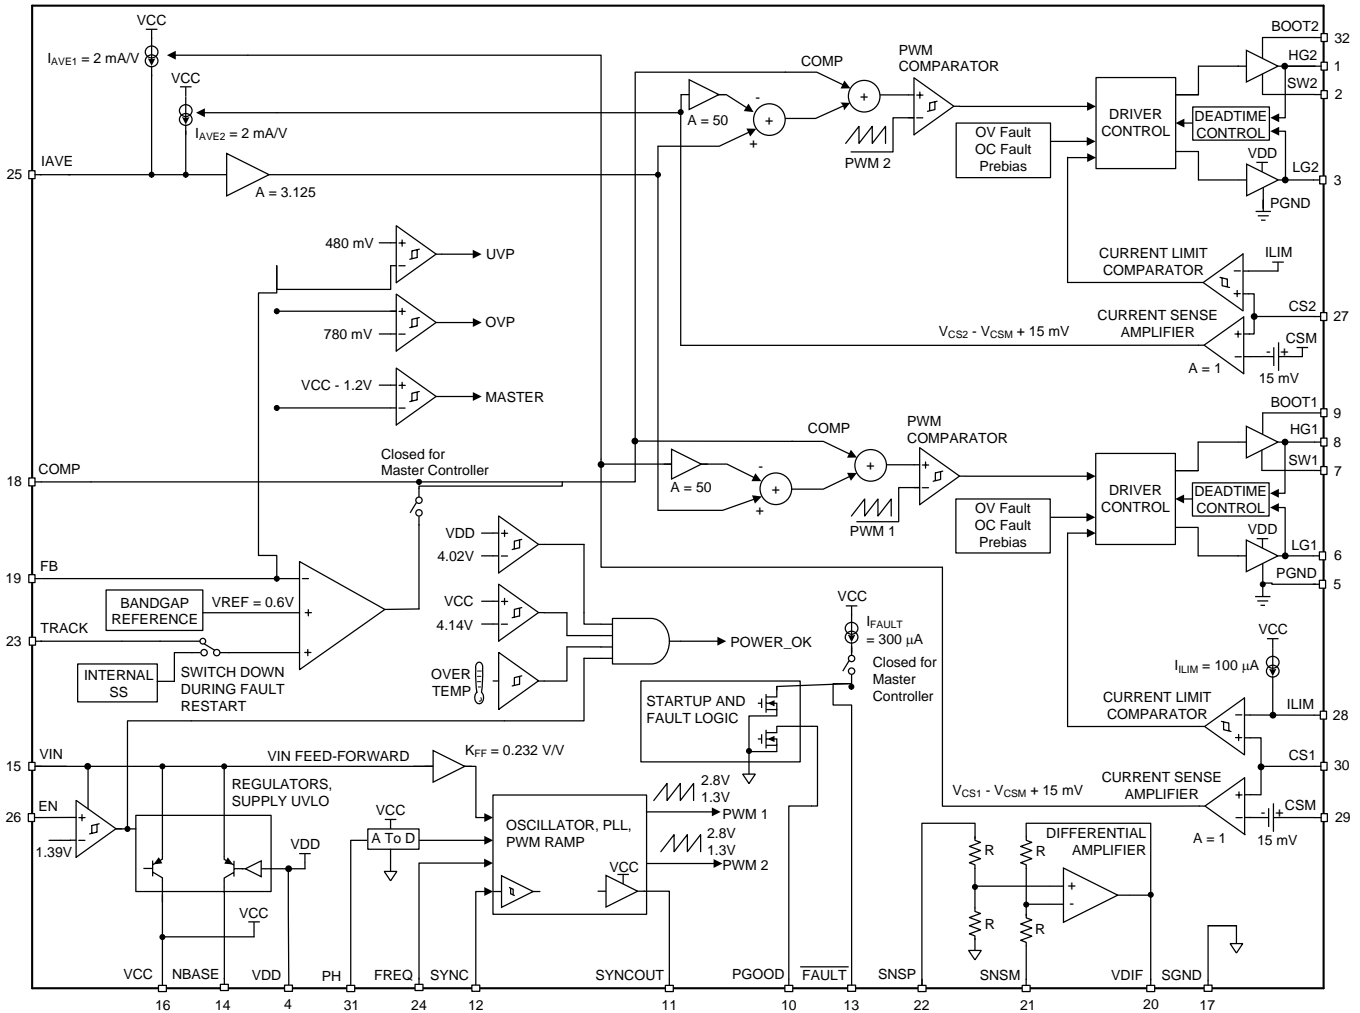 VCC
IAVE1 = 2 mA/V
VCC
IAVE2 = 2 mA/V
IAVE
25
A = 3.125
480 mV
+
−
UVP
+
780 mV
−
OVP
VCC - 1.2V
+
−
MASTER
COMP
18
Closed for
Master Controller
FB
19
−
BANDGAP
REFERENCE
VREF = 0.6V
+
TRACK
23
INTERNAL
SS
+
SWITCH DOWN
DURING FAULT
RESTART
VDD
+
4.02V
−
VCC
+
4.14V
−
OVER
TEMP
POWER_OK
VIN
15
VIN FEED-FORWARD
KFF = 0.232 V/V
REGULATORS,
SUPPLY UVLO
EN
26
+
1.39V
−
VDD
VCC
VCC
A To D
OSCILLATOR, PLL,
PWM RAMP
VCC
2.8V
1.3V
PWM 1
2.8V
1.3V
PWM 2
STARTUP AND
FAULT LOGIC
VCC
IFAULT
= 300 µA
Closed for
Master
Controller
A = 50
-
+
+
COMP
+
PWM
COMPARATOR
+
−
PWM 2
OV Fault
OC Fault
Prebias
DRIVER
CONTROL
DEADTIME
CONTROL
VDD
PGND
BOOT2
32
HG2
1
SW2
2
LG2
3
CURRENT LIMIT
COMPARATOR
−
+
ILIM
CS2
27
CURRENT SENSE
AMPLIFIER
VCS2 - VCSM + 15 mV
A = 1
+
−
- +
15 mV
CSM
A = 50
-
+
+
COMP
+
PWM
COMPARATOR
+
−
PWM 1
OV Fault
OC Fault
Prebias
DRIVER
CONTROL
DEADTIME
CONTROL
VDD
BOOT1
9
HG1
8
SW1
7
LG1
6
PGND
5
VCC
IILIM = 100 µA
CURRENT LIMIT
COMPARATOR
−
+
ILIM
28
CS1
30
CURRENT SENSE
AMPLIFIER
VCS1 - VCSM + 15 mV
A = 1
+
−
- +
15 mV
CSM
29
DIFFERENTIAL
AMPLIFIER
R
R
R
R
+
-
VCC
16
NBASE
14
VDD
4
PH
31
FREQ
24
SYNC
12
SYNCOUT
11
PGOOD
10
FAULT
13
SNSP
22
SNSM
21
VDIF
20
SGND
17